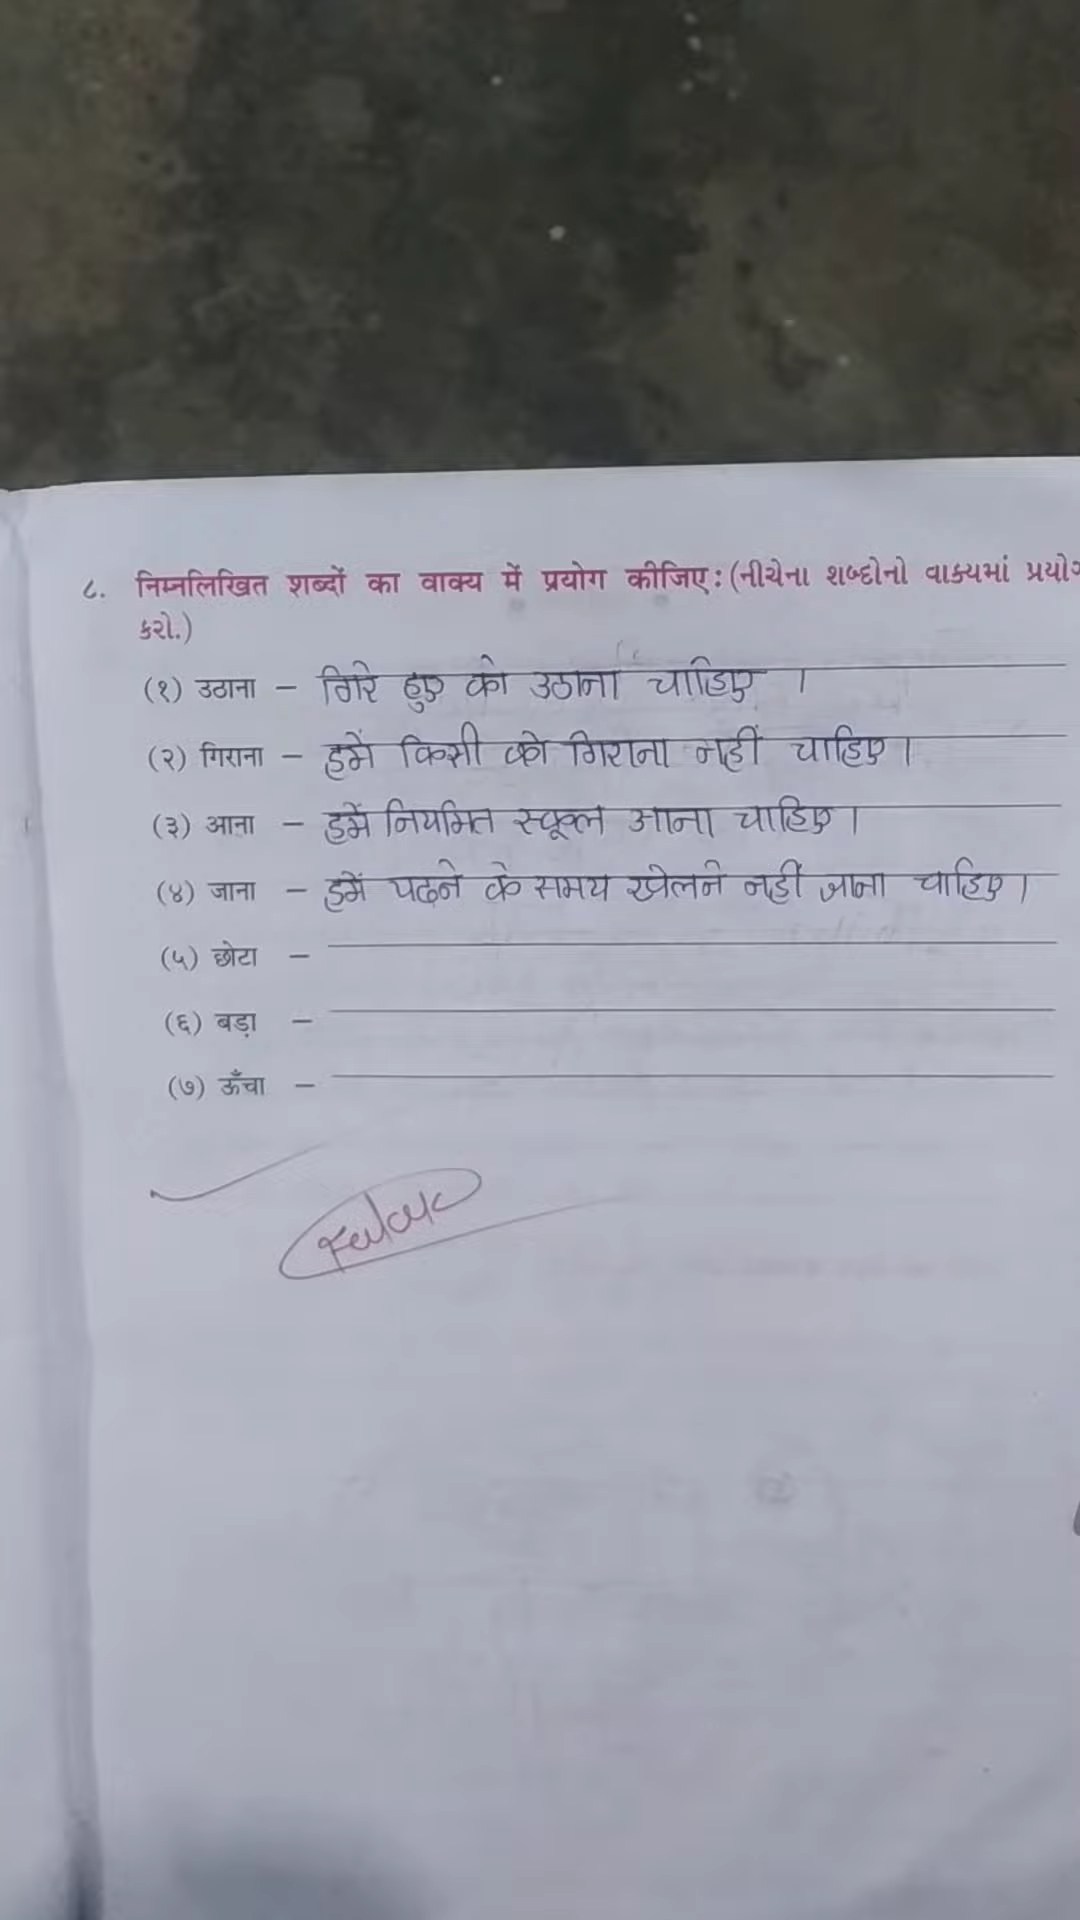 ८. निम्नलिखित शब्दों का वाक्य में प्रयोग कीजिए: (નીચેના શબ્દોનો વાક્યમાં પ્રયોગ
કરો.)
(१) उठाना – गिरे हुए को उठाना चाहिए ।
(२) गिराना – हमें किसी को गिराना नहीं चाहिए ।
(३) आना – हमें नियमित स्कूल आना चाहिए ।
(४) जाना – हमें पढने के समय खेलने नहीं जाना चाहिए ।
(५) छोटा –
(६) बड़ा –
(७) ऊँचा –